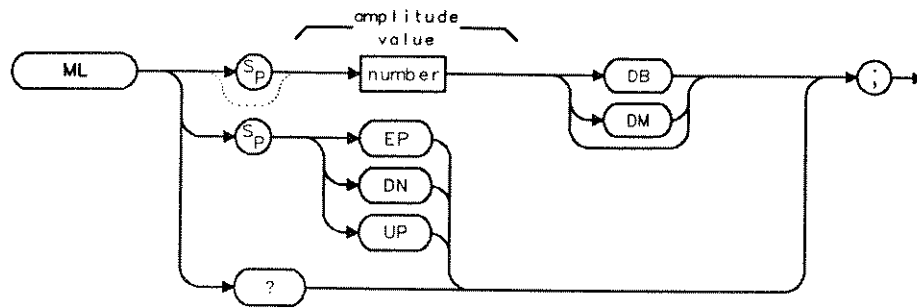 amplitude
value
ML
SP
number
DB
;
DM
SP
EP
DN
UP
?